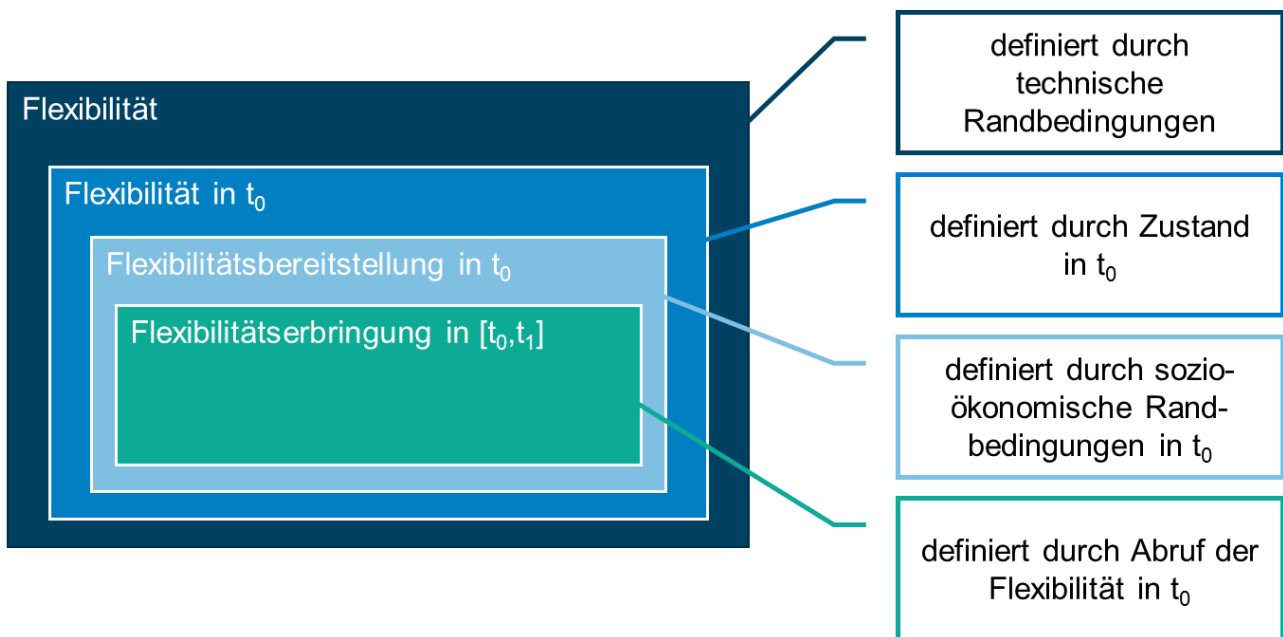 Flexibilität
Flexibilität in t₀
Flexibilitätsbereitstellung in t₀
Flexibilitätserbringung in [t₀,t₁]
definiert durch
technische
Randbedingungen
definiert durch Zustand
in t₀
definiert durch sozio-
ökonomische Rand-
bedingungen in t₀
definiert durch Abruf der
Flexibilität in t₀